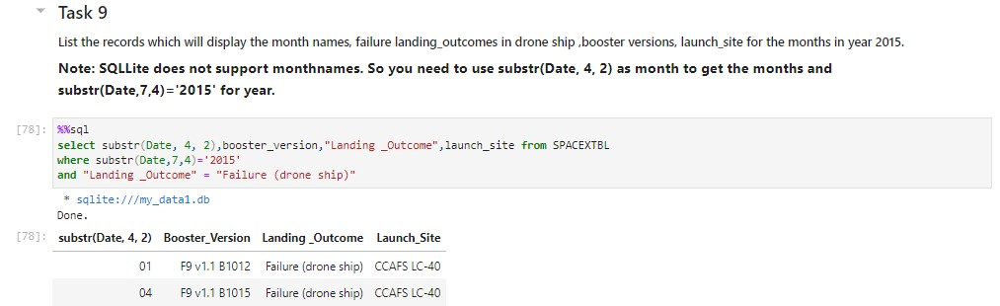 Task 9
List the records which will display the month names, failure landing_outcomes in drone ship ,booster versions, launch_site for the months in year 2015.
Note: SQLLite does not support monthnames. So you need to use substr(Date, 4, 2) as month to get the months and
substr(Date,7,4)='2015' for year.
[78]: %%sql
select substr(Date, 4, 2),booster_version,"Landing _Outcome",launch_site from SPACEXTBL
where substr(Date,7,4)='2015'
and "Landing _Outcome" = "Failure (drone ship)"
* sqlite:///my_data1.db
Done.
[78]: substr(Date, 4, 2) Booster_Version Landing _Outcome Launch_Site
01 F9 v1.1 B1012 Failure (drone ship) CCAFS LC-40
04 F9 v1.1 B1015 Failure (drone ship) CCAFS LC-40